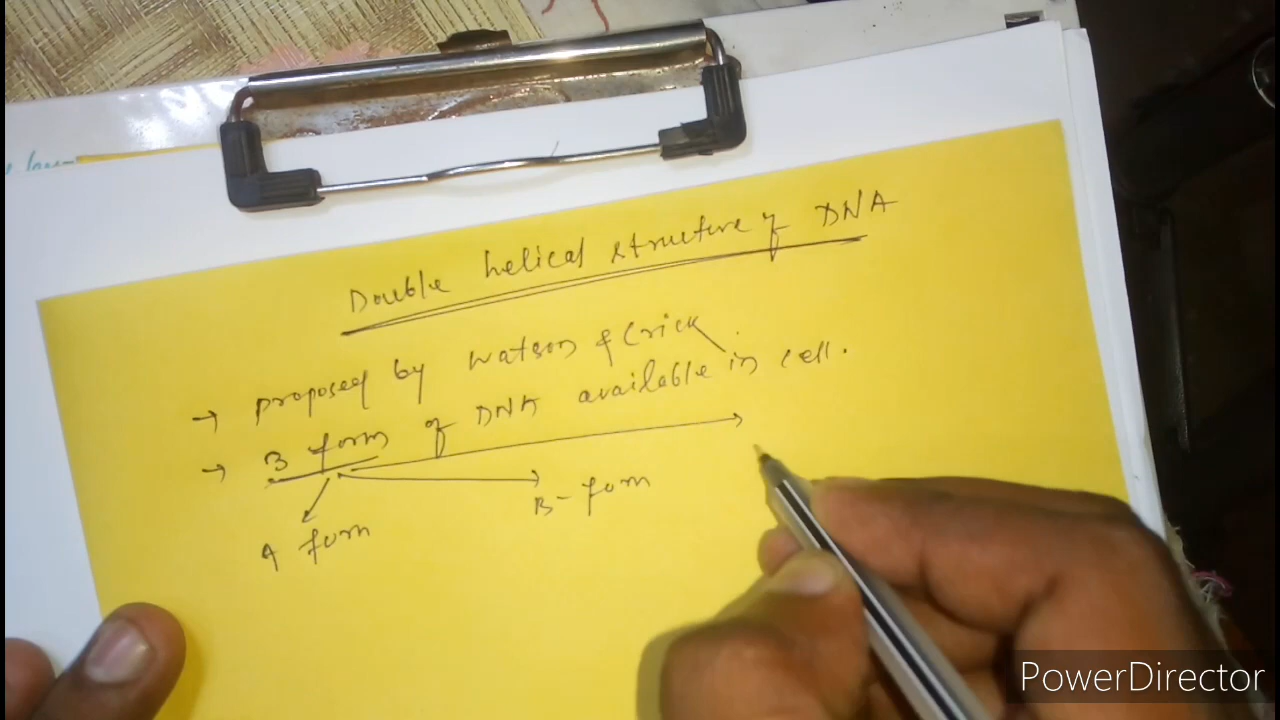 Double helical structure of DNA
→ proposed by Watson & Crick
→ 3 form of DNA available in cell.
A form
B-form
PowerDirector